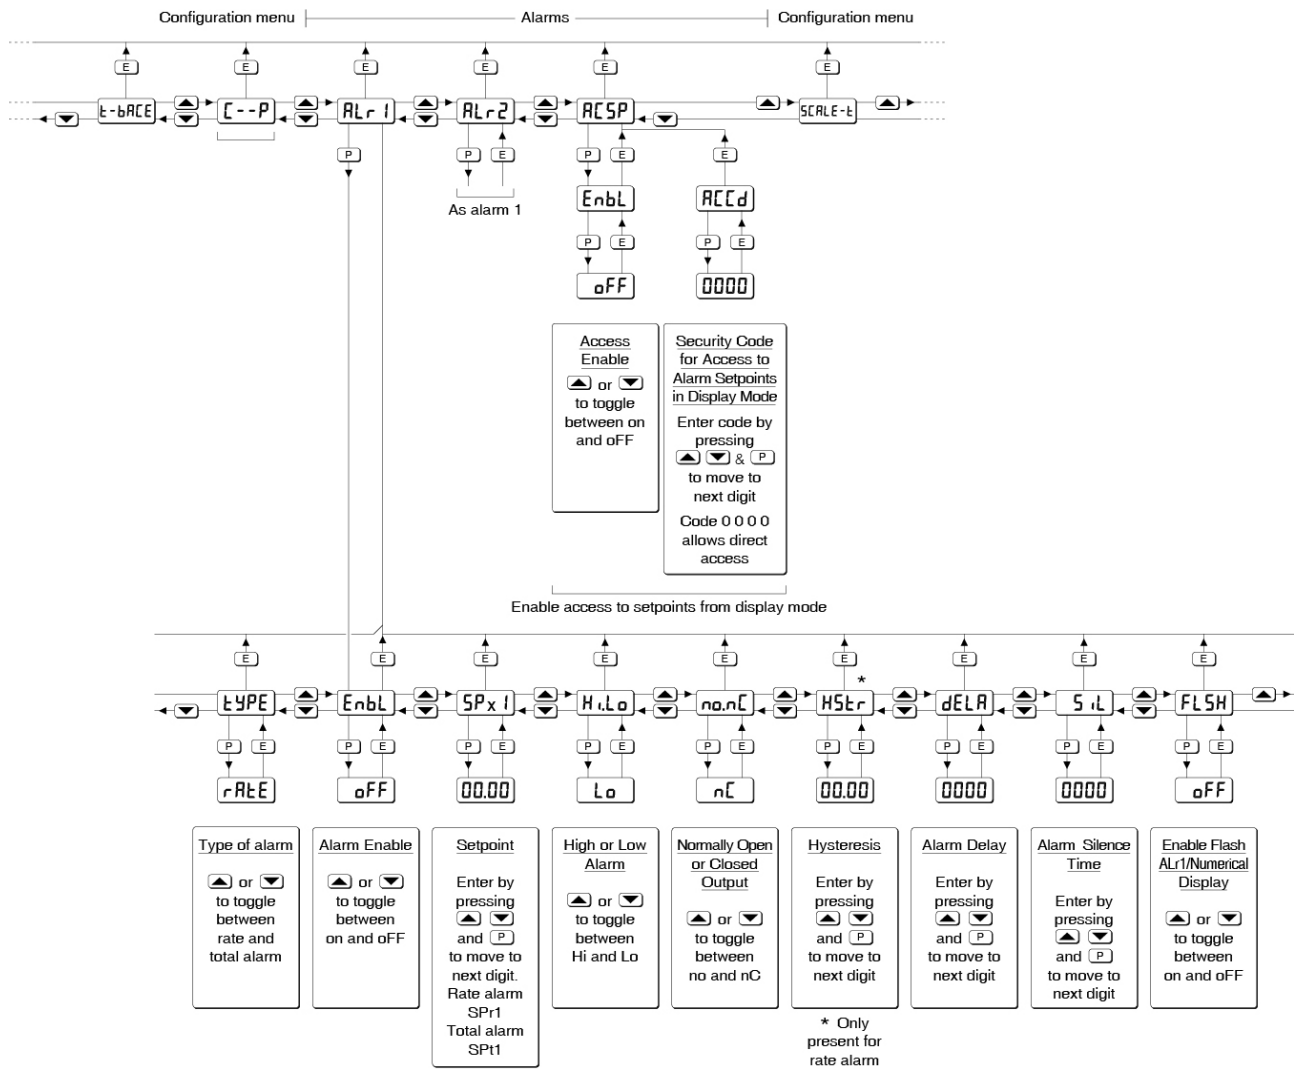 Configuration menu
Alarms
Configuration menu
E E E E E E
t-bACE C--P ALr1 ALr2 ACSP SCALE-t
P P E P E E
As alarm 1
EnbL ACCd
P E P E
oFF 0000
Access
Enable
or
to toggle
between on
and oFF
Security Code
for Access to
Alarm Setpoints
in Display Mode
Enter code by
pressing
& P
to move to
next digit
Code 0 0 0 0
allows direct
access
Enable access to setpoints from display mode
E E E E E E E E E
*
tYPE EnbL SPx1 Hi.Lo no.nC HStr dELA SiL FLSH
P E P E P E P E P E P E P E P E P E
rAtE oFF 00.00 Lo nC 00.00 0000 0000 oFF
Type of alarm
or
to toggle
between
rate and
total alarm
Alarm Enable
or
to toggle
between
on and oFF
Setpoint
Enter by
pressing
and P
to move to
next digit.
Rate alarm
SPr1
Total alarm
SPt1
High or Low
Alarm
or
to toggle
between
Hi and Lo
Normally Open
or Closed
Output
or
to toggle
between
no and nC
Hysteresis
Enter by
pressing
and P
to move to
next digit
* Only
present for
rate alarm
Alarm Delay
Enter by
pressing
and P
to move to
next digit
Alarm Silence
Time
Enter by
pressing
and P
to move to
next digit
Enable Flash
ALr1/Numerical
Display
or
to toggle
between
on and oFF